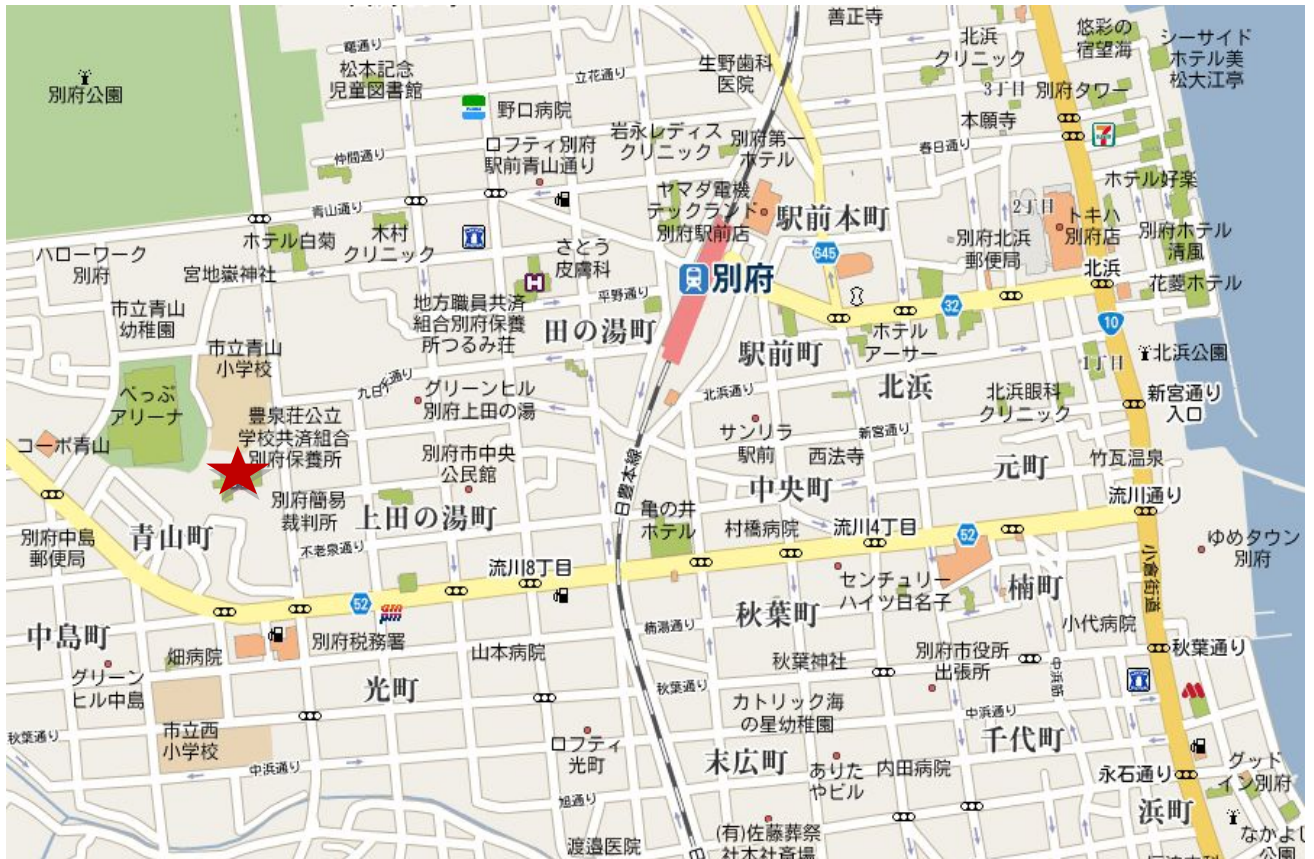 善正寺
曙通り
松本記念
児童図書館
立花通り
生野歯科
医院
北浜
クリニック
悠彩の
宿望海
シーサイド
ホテル美
松大江亭
別府公園
野口病院
3丁目
別府タワー
岩永レディス
クリニック
別府第一
ホテル
本願寺
春日通り
仲間通り
ロフティ別府
駅前青山通り
ヤマダ電機
テックランド
別府駅前店
駅前本町
2丁目
トキハ
別府店
ホテル好楽
青山通り
ホテル白菊
木村
クリニック
さとう
皮膚科
645
別府北浜
郵便局
北浜
別府ホテル
清風
花菱ホテル
ハローワーク
別府
宮地嶽神社
H
別府
平野通り
市立青山
幼稚園
地方職員共済
組合別府保養
所つるみ荘
田の湯町
32
ホテル
アーサー
10
市立青山
小学校
駅前町
北浜
1丁目
北浜公園
べっぷ
アリーナ
グリーンヒル
別府上田の湯
北浜通り
北浜眼科
クリニック
新宮通り
入口
豊泉荘公立
学校共済組合
別府保養所
コーポ青山
別府市中央
公民館
サンリラ
駅前
新宮通り
西法寺
元町
竹瓦温泉
日豊本線
中央町
流川通り
別府簡易
裁判所
上田の湯町
亀の井
ホテル
村橋病院
流川4丁目
52
青山町
別府中島
郵便局
不老泉通り
流川8丁目
ゆめタウン
別府
小倉街道
センチュリー
ハイツ日名子
楠町
52
am
pm
秋葉町
中島町
別府税務署
楠湯通り
小代病院
畑病院
山本病院
秋葉神社
別府市役所
出張所
秋葉通り
グリーン
ヒル中島
光町
秋葉通り
カトリック海
の星幼稚園
中浜通り
市立西
小学校
秋葉通り
ロフティ
光町
末広町
千代町
中浜通り
ありた
やビル
内田病院
永石通り
グッド
イン別府
旭通り
浜町
渡邉医院
(有)佐藤葬祭
社本社斎場
なかよし
公園